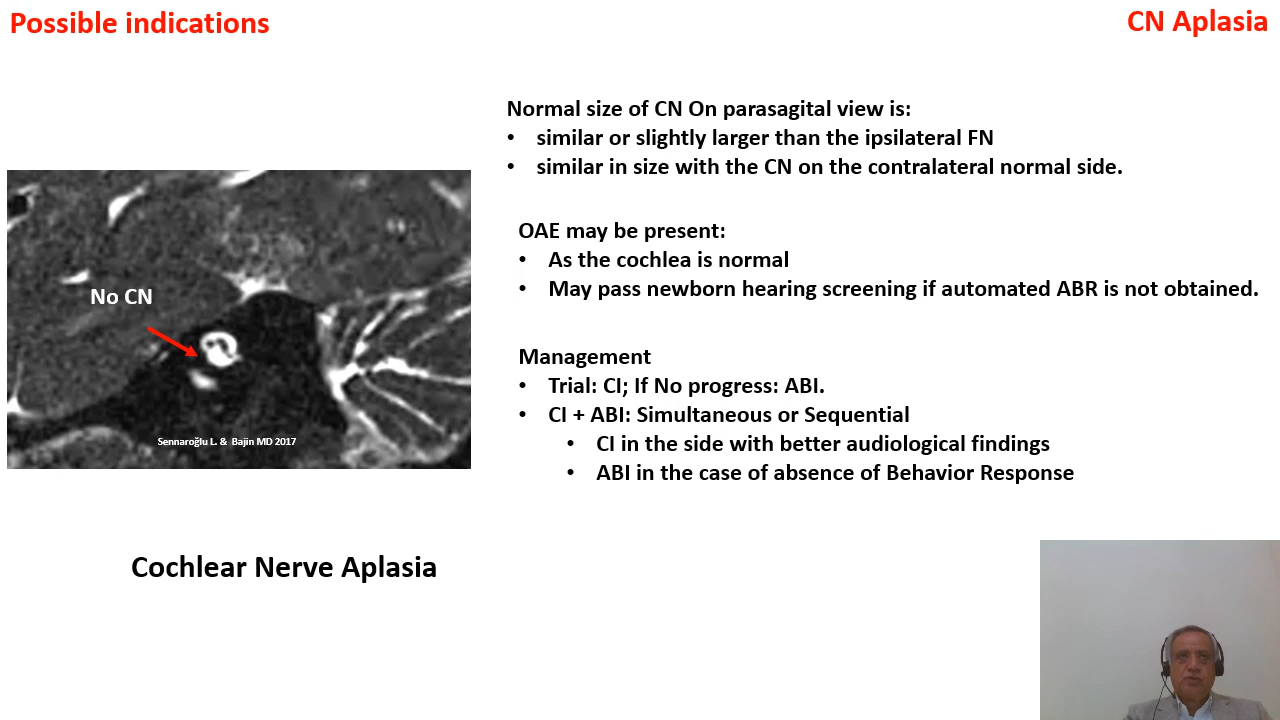 Possible indications
CN Aplasia
Normal size of CN On parasagital view is:
• similar or slightly larger than the ipsilateral FN
• similar in size with the CN on the contralateral normal side.
OAE may be present:
• As the cochlea is normal
• May pass newborn hearing screening if automated ABR is not obtained.
No CN
Management
• Trial: CI; If No progress: ABI.
• CI + ABI: Simultaneous or Sequential
• CI in the side with better audiological findings
• ABI in the case of absence of Behavior Response
Sennaroğlu L. & Bajin MD 2017
Cochlear Nerve Aplasia